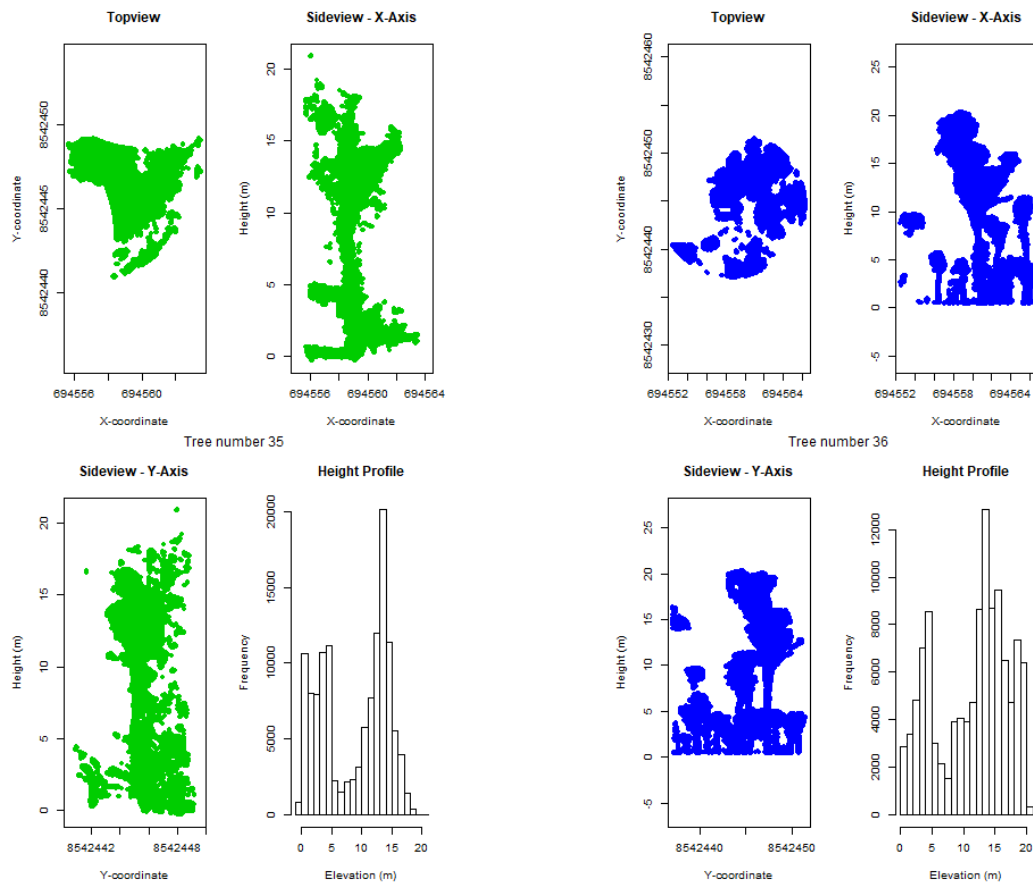 Topview
Y-coordinate
8542440
8542445
8542450
694556
694560
X-coordinate
Sideview - X-Axis
Height (m)
0
5
10
15
20
694556
694560
694564
X-coordinate
Tree number 35
Sideview - Y-Axis
Height (m)
0
5
10
15
20
8542442
8542448
Y-coordinate
Height Profile
Frequency
0
5000
10000
15000
20000
0
5
10
15
20
Elevation (m)
Topview
Y-coordinate
8542430
8542440
8542450
8542460
694552
694558
694564
X-coordinate
Sideview - X-Axis
Height (m)
-5
0
5
10
15
20
25
694552
694558
694564
X-coordinate
Tree number 36
Sideview - Y-Axis
Height (m)
-5
0
5
10
15
20
25
8542440
8542450
Y-coordinate
Height Profile
Frequency
0
2000
4000
6000
8000
10000
12000
0
5
10
15
20
Elevation (m)